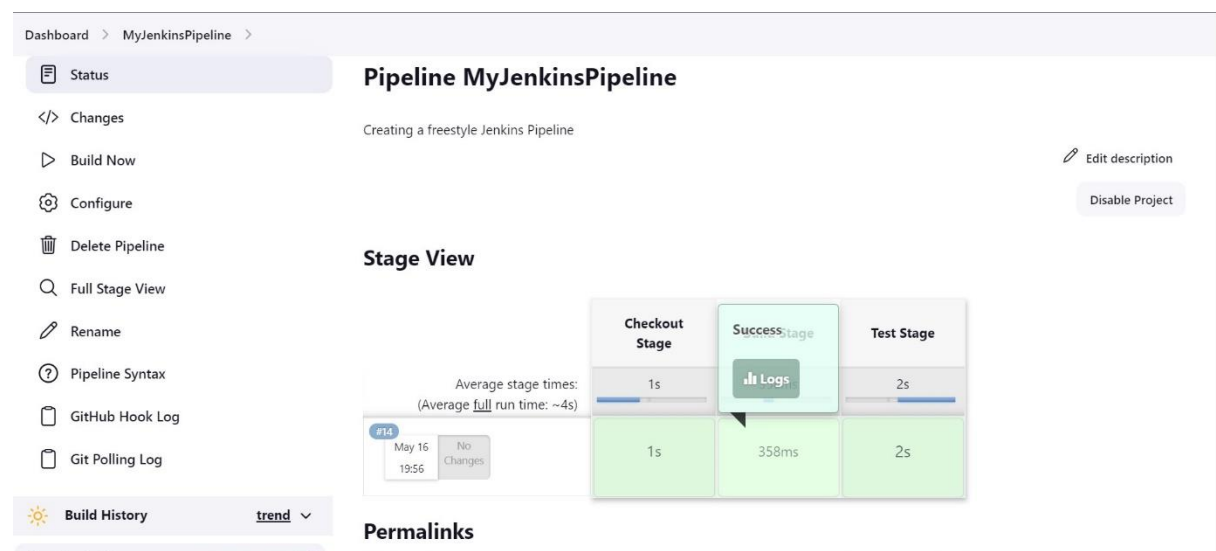 Dashboard > MyJenkinsPipeline >
Status
Changes
Build Now
Configure
Delete Pipeline
Full Stage View
Rename
Pipeline Syntax
GitHub Hook Log
Git Polling Log
Build History trend
Pipeline MyJenkinsPipeline
Creating a freestyle Jenkins Pipeline
Edit description
Disable Project
Stage View
Checkout
Stage
Success
Stage
Logs
Test Stage
Average stage times:
(Average full run time: ~4s)
1s
2s
#14
May 16
19:56
No
Changes
1s
358ms
2s
Permalinks